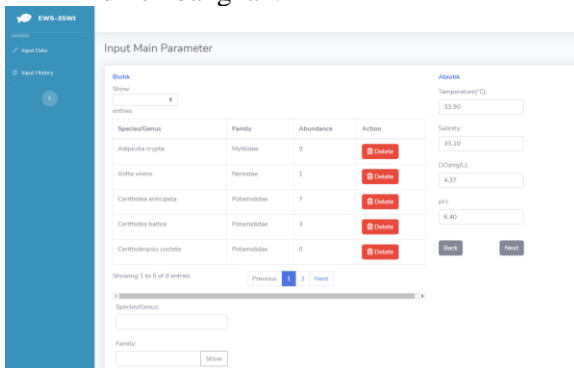 EWS-3SWJ
Input Data
Input History
Input Main Parameter
Biotik
Show
entries
Species/Genus Family Abundance Action
Adipicola crypta Mytilidae 9 Delete
Alitta virens Nereidae 1 Delete
Cerithidea anticipata Potamididae 7 Delete
Cerithidea balteata Potamididae 3 Delete
Cerithideopsis costata Potamididae 6 Delete
Showing 1 to 5 of 8 entries
Previous 1 2 Next
Species/Genus:
Family:
Show
Abiotik
Temperature(°C):
33.90
Salinity:
33.10
DO(mg/L):
4.37
pH:
6.40
Back Next